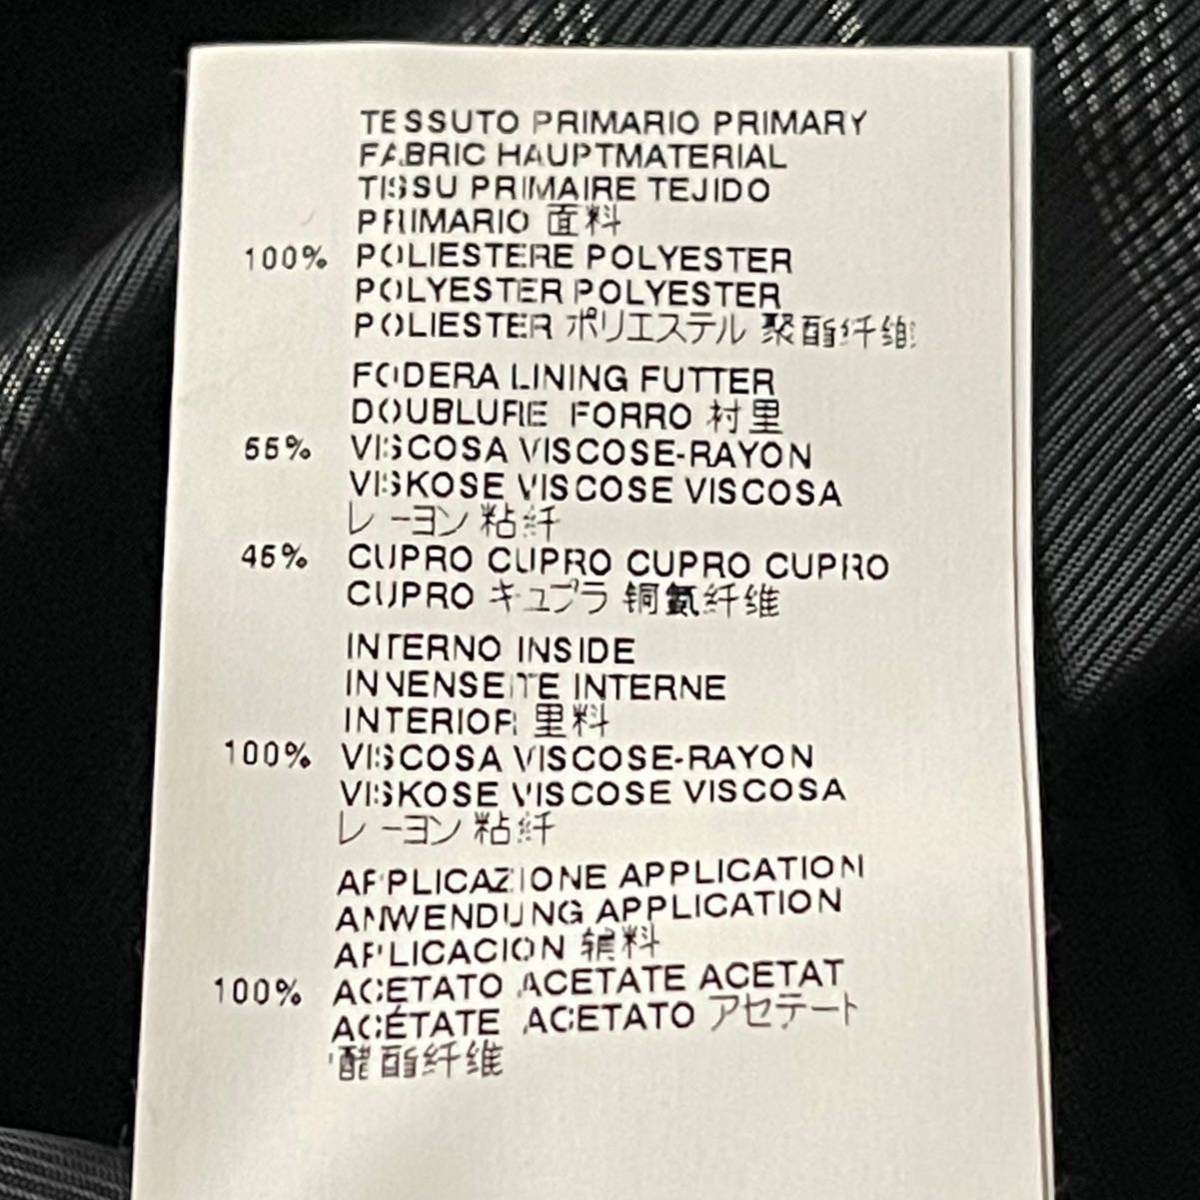 TESSUTO PRIMARIO PRIMARY
FABRIC HAUPTMATERIAL
TISSU PRIMAIRE TEJIDO
PRIMARIO 面料
100% POLIESTERE POLYESTER
POLYESTER POLYESTER
POLIESTER ポリエステル 聚酯纤维
FODERA LINING FUTTER
DOUBLURE FORRO 衬里
55% VISCOSA VISCOSE-RAYON
VISKOSE VISCOSE VISCOSA
レーヨン 粘纤
45% CUPRO CUPRO CUPRO CUPRO
CUPRO キュプラ 铜氨纤维
INTERNO INSIDE
INNENSEITE INTERNE
INTERIOR 里料
100% VISCOSA VISCOSE-RAYON
VISKOSE VISCOSE VISCOSA
レーヨン 粘纤
APPLICAZIONE APPLICATION
ANWENDUNG APPLICATION
APLICACION 辅料
100% ACETATO ACETATE ACETAT
ACÉTATE ACETATO アセテート
醋酯纤维